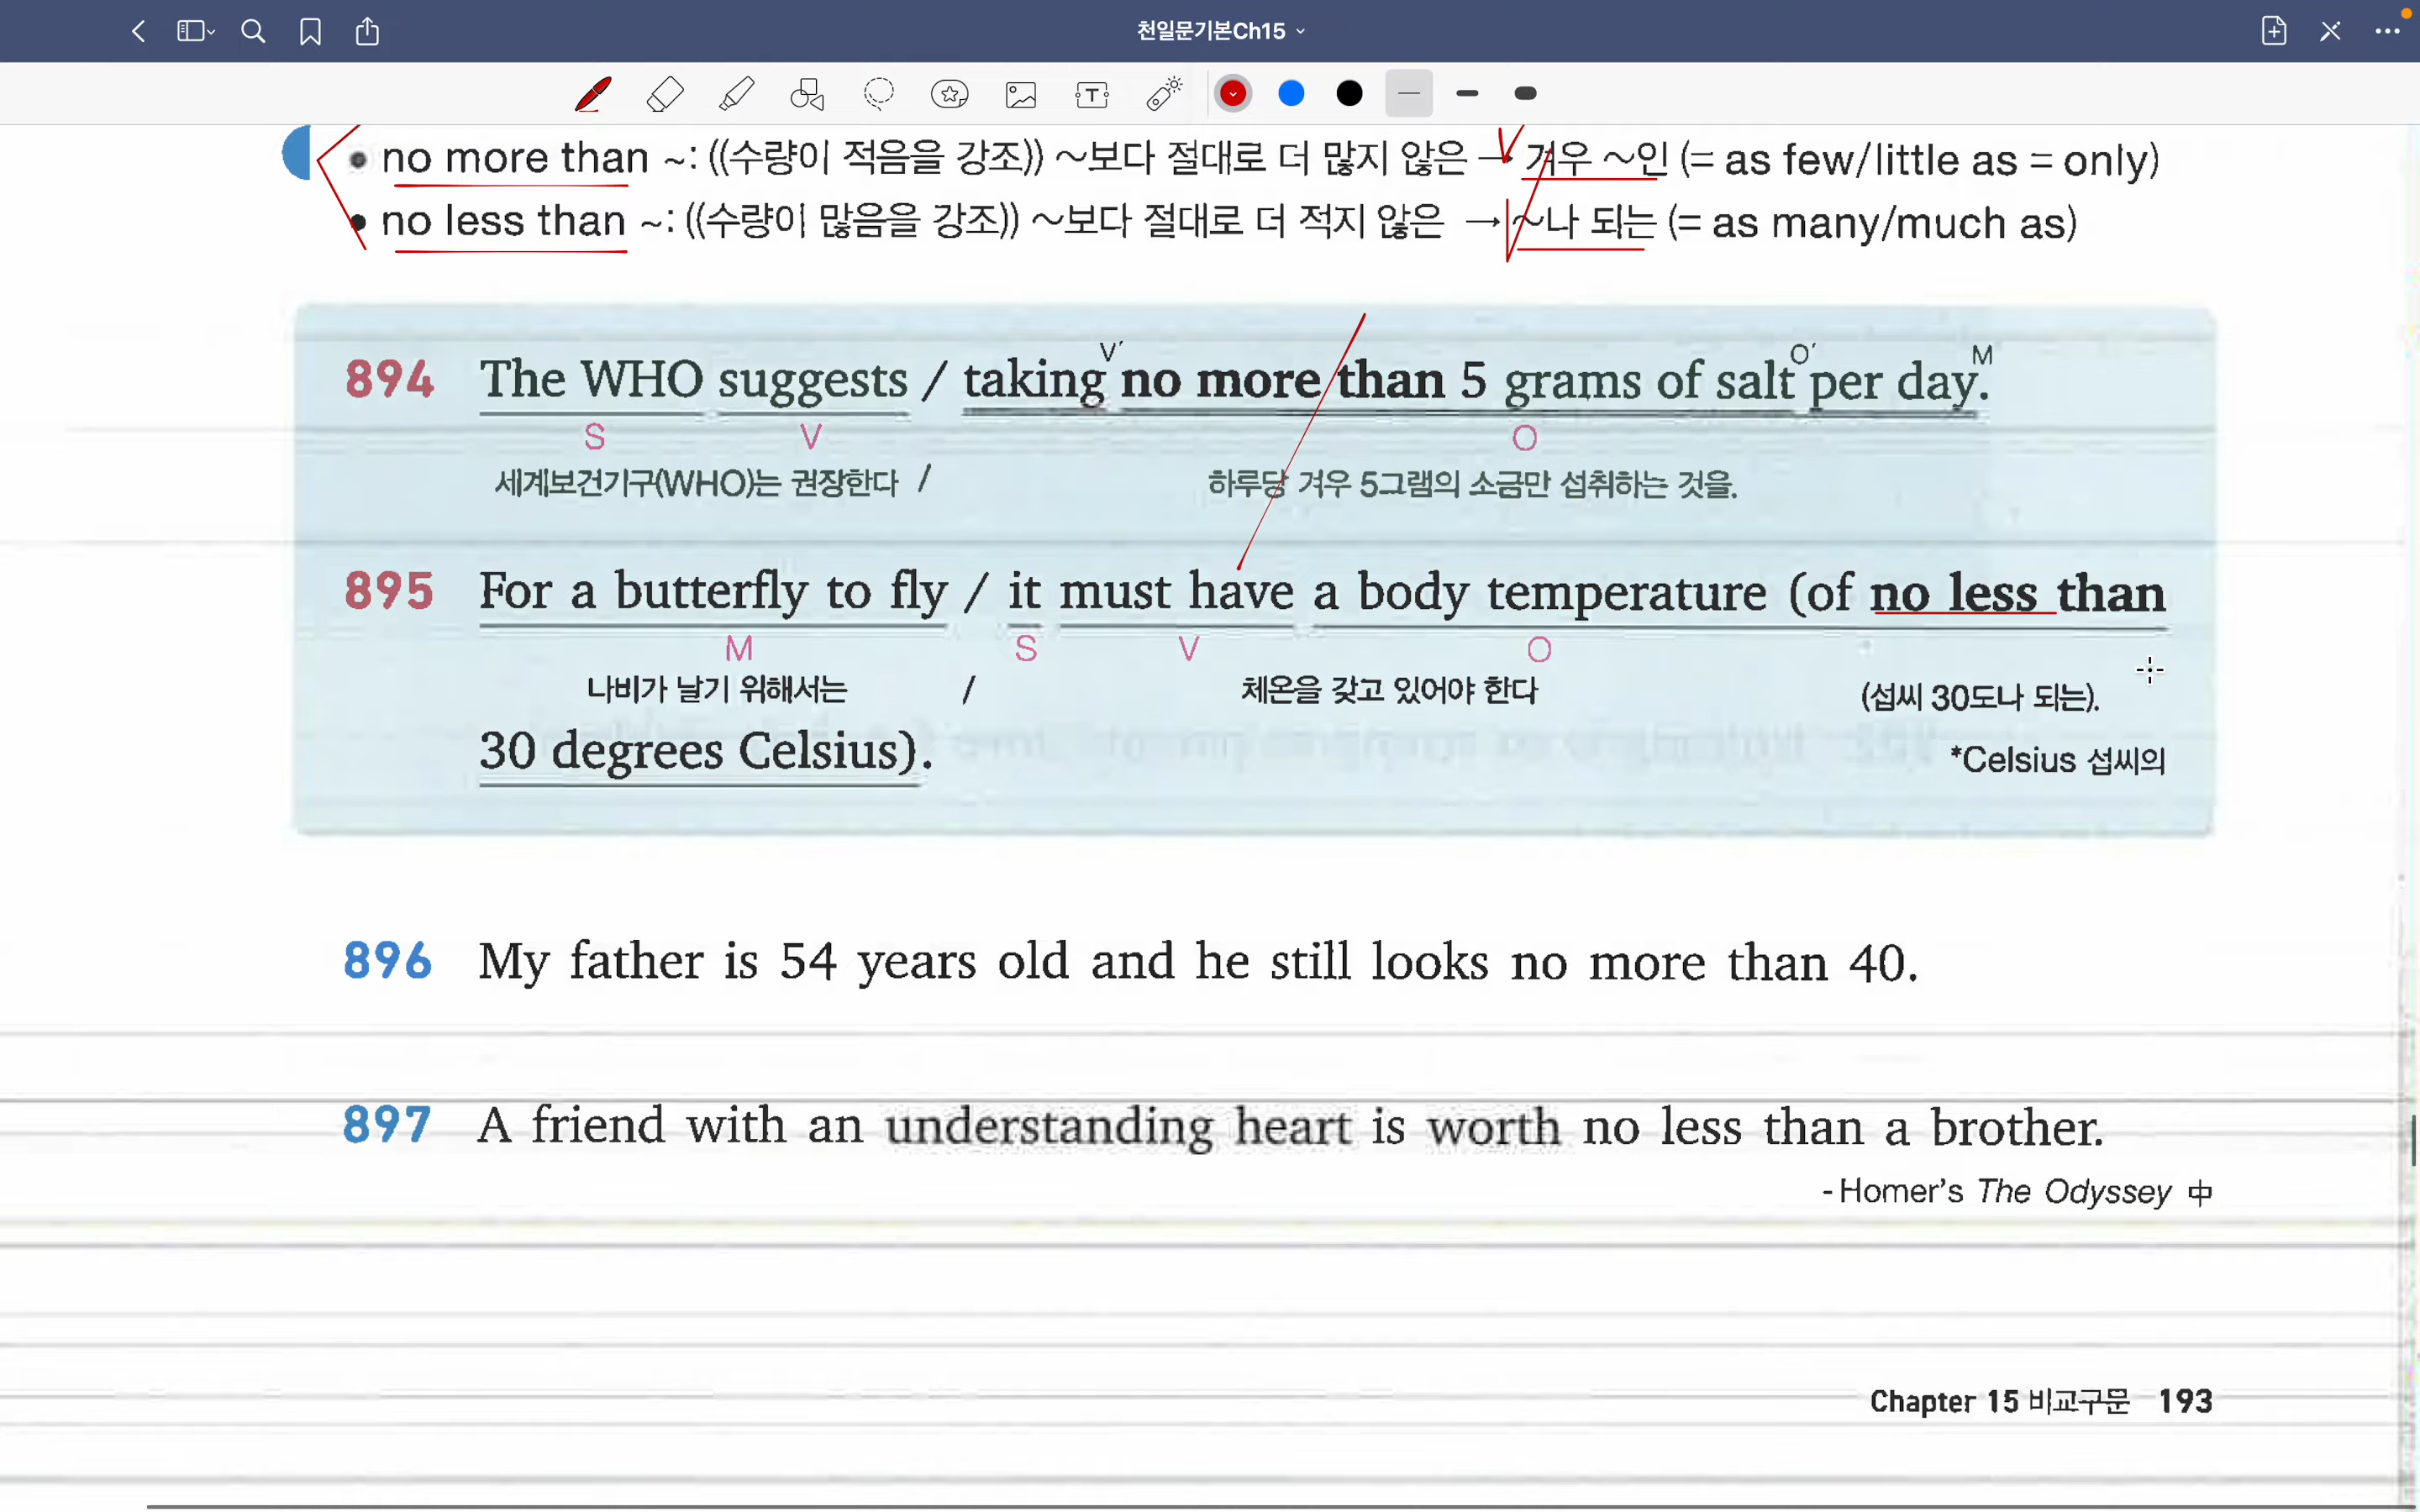 천일문기본Ch15
• no more than ~: ((수량이 적음을 강조)) ~보다 절대로 더 많지 않은 → 겨우 ~인 (= as few/little as = only)
• no less than ~: ((수량이 많음을 강조)) ~보다 절대로 더 적지 않은 → ~나 되는 (= as many/much as)
V′ O′ M
894 The WHO suggests / taking no more than 5 grams of salt per day.
S V O
세계보건기구(WHO)는 권장한다 / 하루당 겨우 5그램의 소금만 섭취하는 것을.
895 For a butterfly to fly / it must have a body temperature (of no less than
M S V O
나비가 날기 위해서는 / 체온을 갖고 있어야 한다 (섭씨 30도나 되는).
30 degrees Celsius). *Celsius 섭씨의
896 My father is 54 years old and he still looks no more than 40.
897 A friend with an understanding heart is worth no less than a brother.
- Homer's The Odyssey 中
Chapter 15 비교구문 193